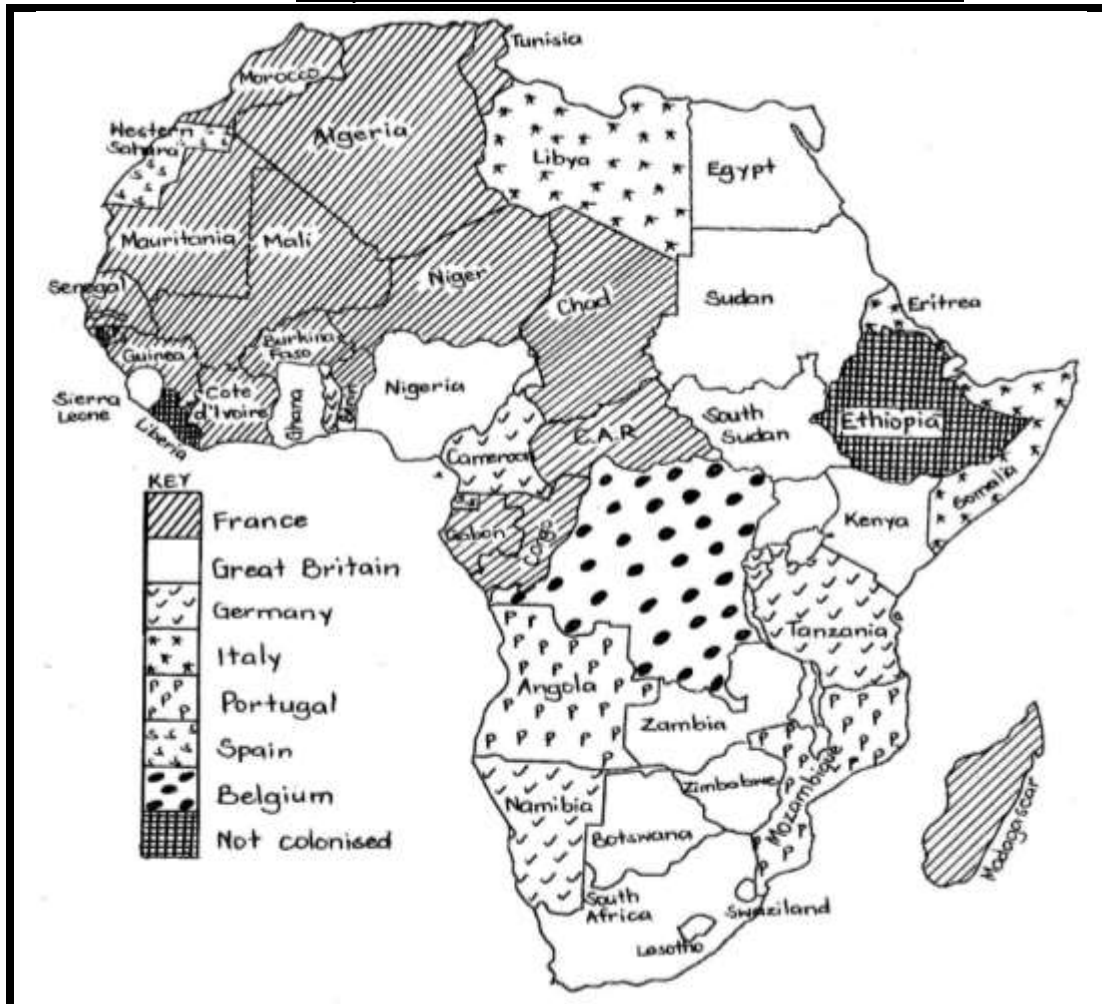 Tunisia
Morocco
Algeria
Western
Sahara
Libya
Egypt
Mauritania
Mali
Niger
Chad
Sudan
Eritrea
Senegal
Guinea
Burkina
Faso
Sierra
Leone
Liberia
Cote
d'Ivoire
Ghana
Benin
Nigeria
Cameroon
C.A.R
South
Sudan
Ethiopia
Somalia
Kenya
Gabon
Congo
Tanzania
Angola
Zambia
Zimbabwe
Mozambique
Namibia
Botswana
Madagascar
South
Africa
Swaziland
Lesotho
KEY
France
Great Britain
Germany
Italy
Portugal
Spain
Belgium
Not colonised